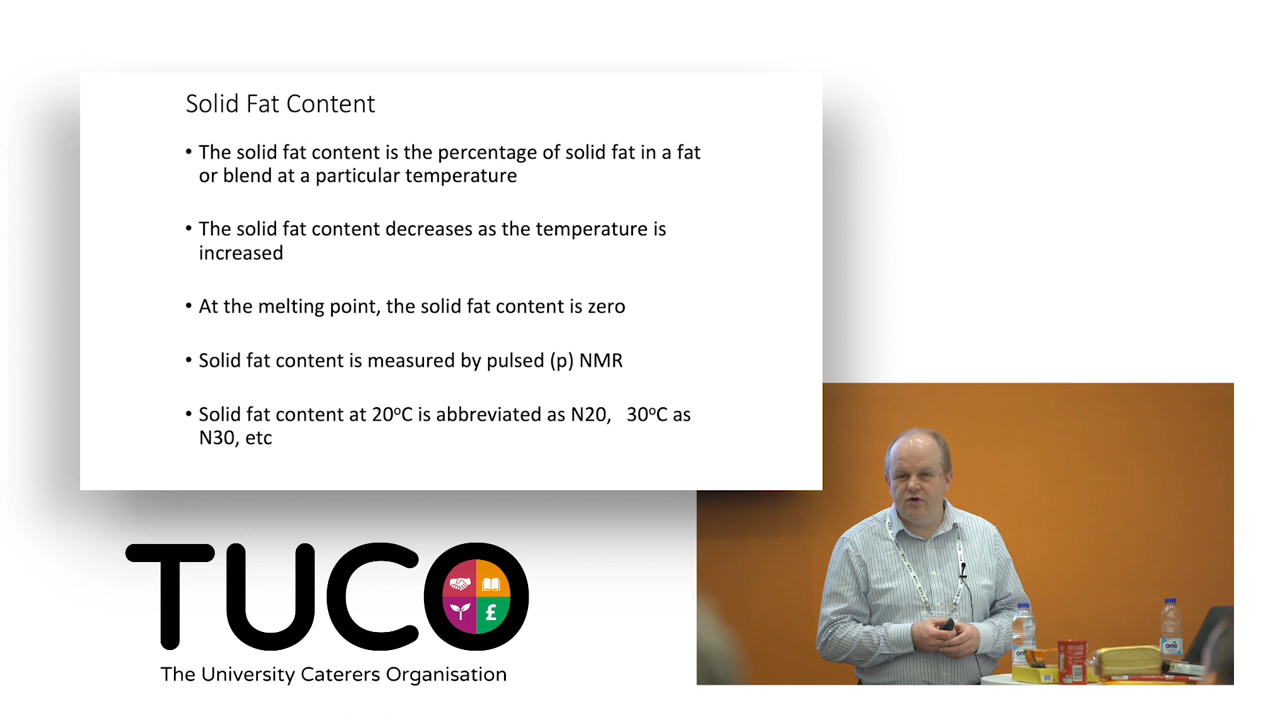 Solid Fat Content
• The solid fat content is the percentage of solid fat in a fat
or blend at a particular temperature
• The solid fat content decreases as the temperature is
increased
• At the melting point, the solid fat content is zero
• Solid fat content is measured by pulsed (p) NMR
• Solid fat content at 20ºC is abbreviated as N20, 30ºC as
N30, etc
TUCO
£
The University Caterers Organisation
one
one